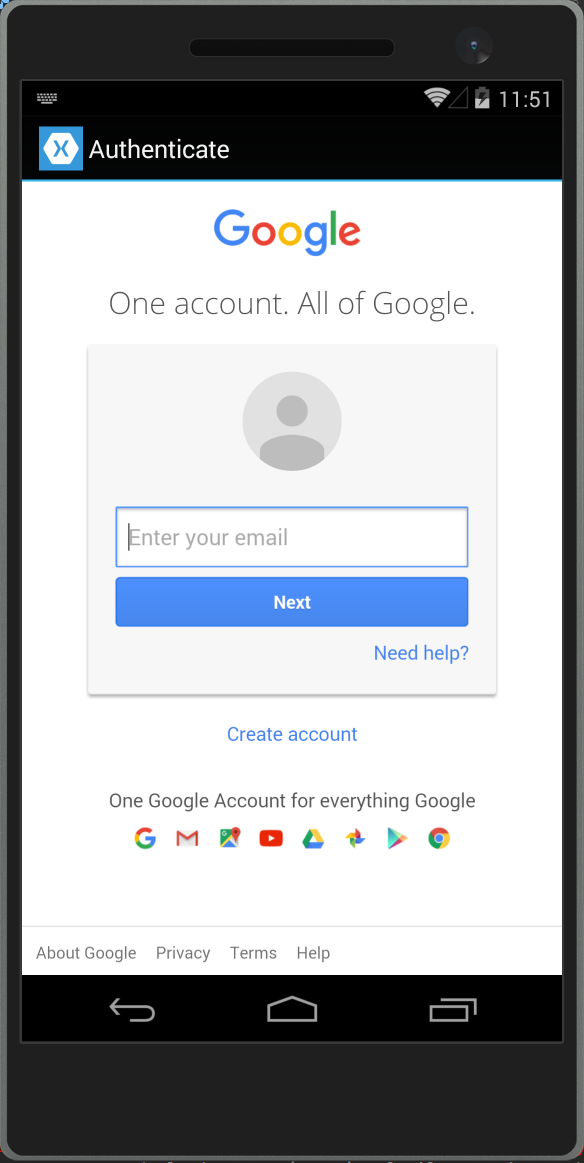 11:51
Authenticate
Google
One account. All of Google.
Enter your email
Next
Need help?
Create account
One Google Account for everything Google
About Google Privacy Terms Help